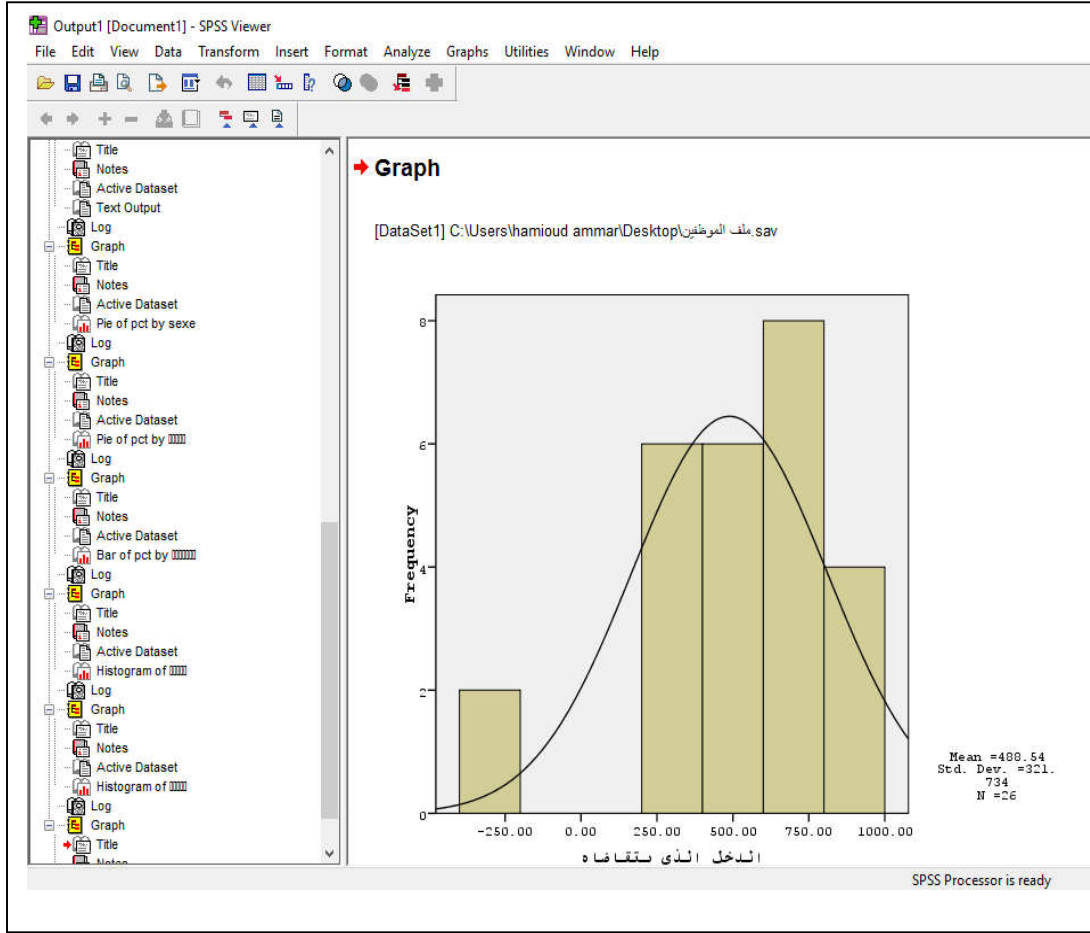 Output1 [Document1] - SPSS Viewer
File Edit View Data Transform Insert Format Analyze Graphs Utilities Window Help
Title
Notes
Active Dataset
Text Output
Log
Graph
Title
Notes
Active Dataset
Pie of pct by sexe
Log
Graph
Title
Notes
Active Dataset
Pie of pct by
Log
Graph
Title
Notes
Active Dataset
Bar of pct by
Log
Graph
Title
Notes
Active Dataset
Histogram of
Log
Graph
Title
Notes
Active Dataset
Histogram of
Log
Graph
Title
Notes
Graph
[DataSet1] C:\Users\hamioud ammar\Desktop\ملف الموظفين.sav
Frequency
8
6
4
2
0
-250.00 0.00 250.00 500.00 750.00 1000.00
الدخل الذي يتقاضاه
Mean =488.54
Std. Dev. =321.
734
N =26
SPSS Processor is ready